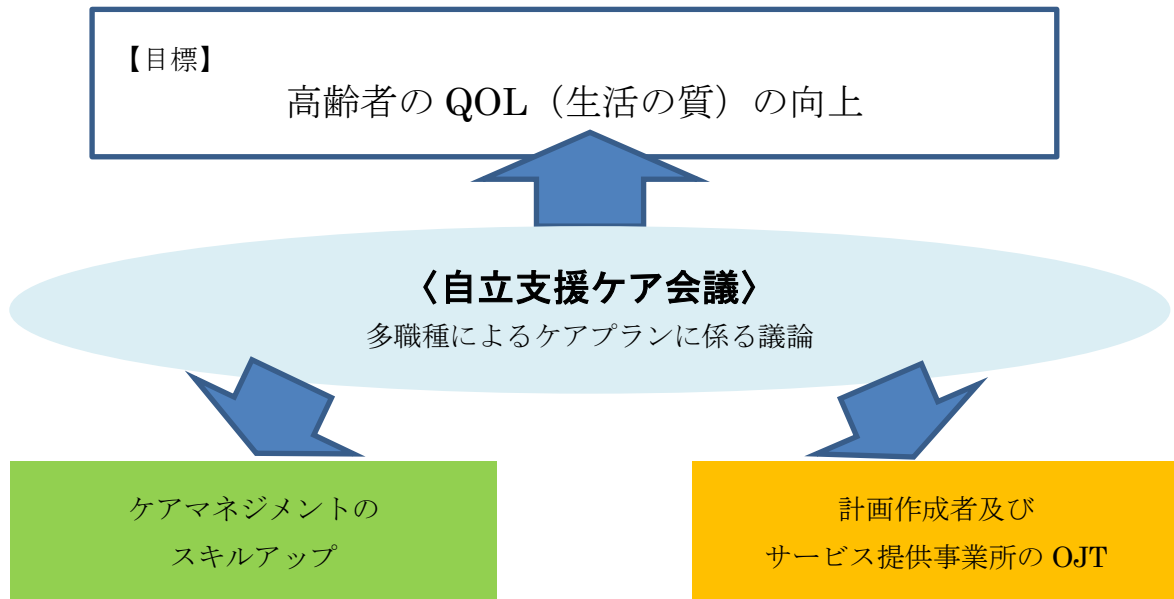 【目標】
高齢者の QOL（生活の質）の向上
〈自立支援ケア会議〉
多職種によるケアプランに係る議論
ケアマネジメントの
スキルアップ
計画作成者及び
サービス提供事業所の OJT